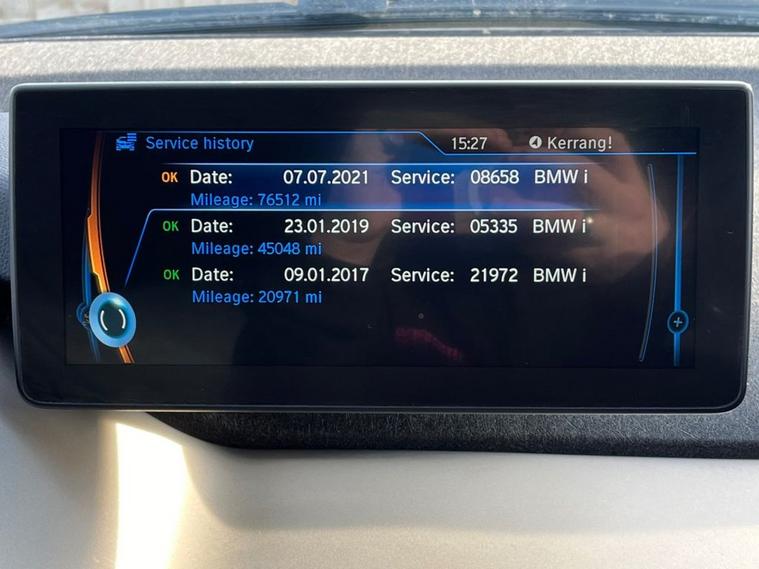 Service history 15:27 Kerrang!
OK Date: 07.07.2021 Service: 08658 BMW i
Mileage: 76512 mi
OK Date: 23.01.2019 Service: 05335 BMW i
Mileage: 45048 mi
OK Date: 09.01.2017 Service: 21972 BMW i
Mileage: 20971 mi